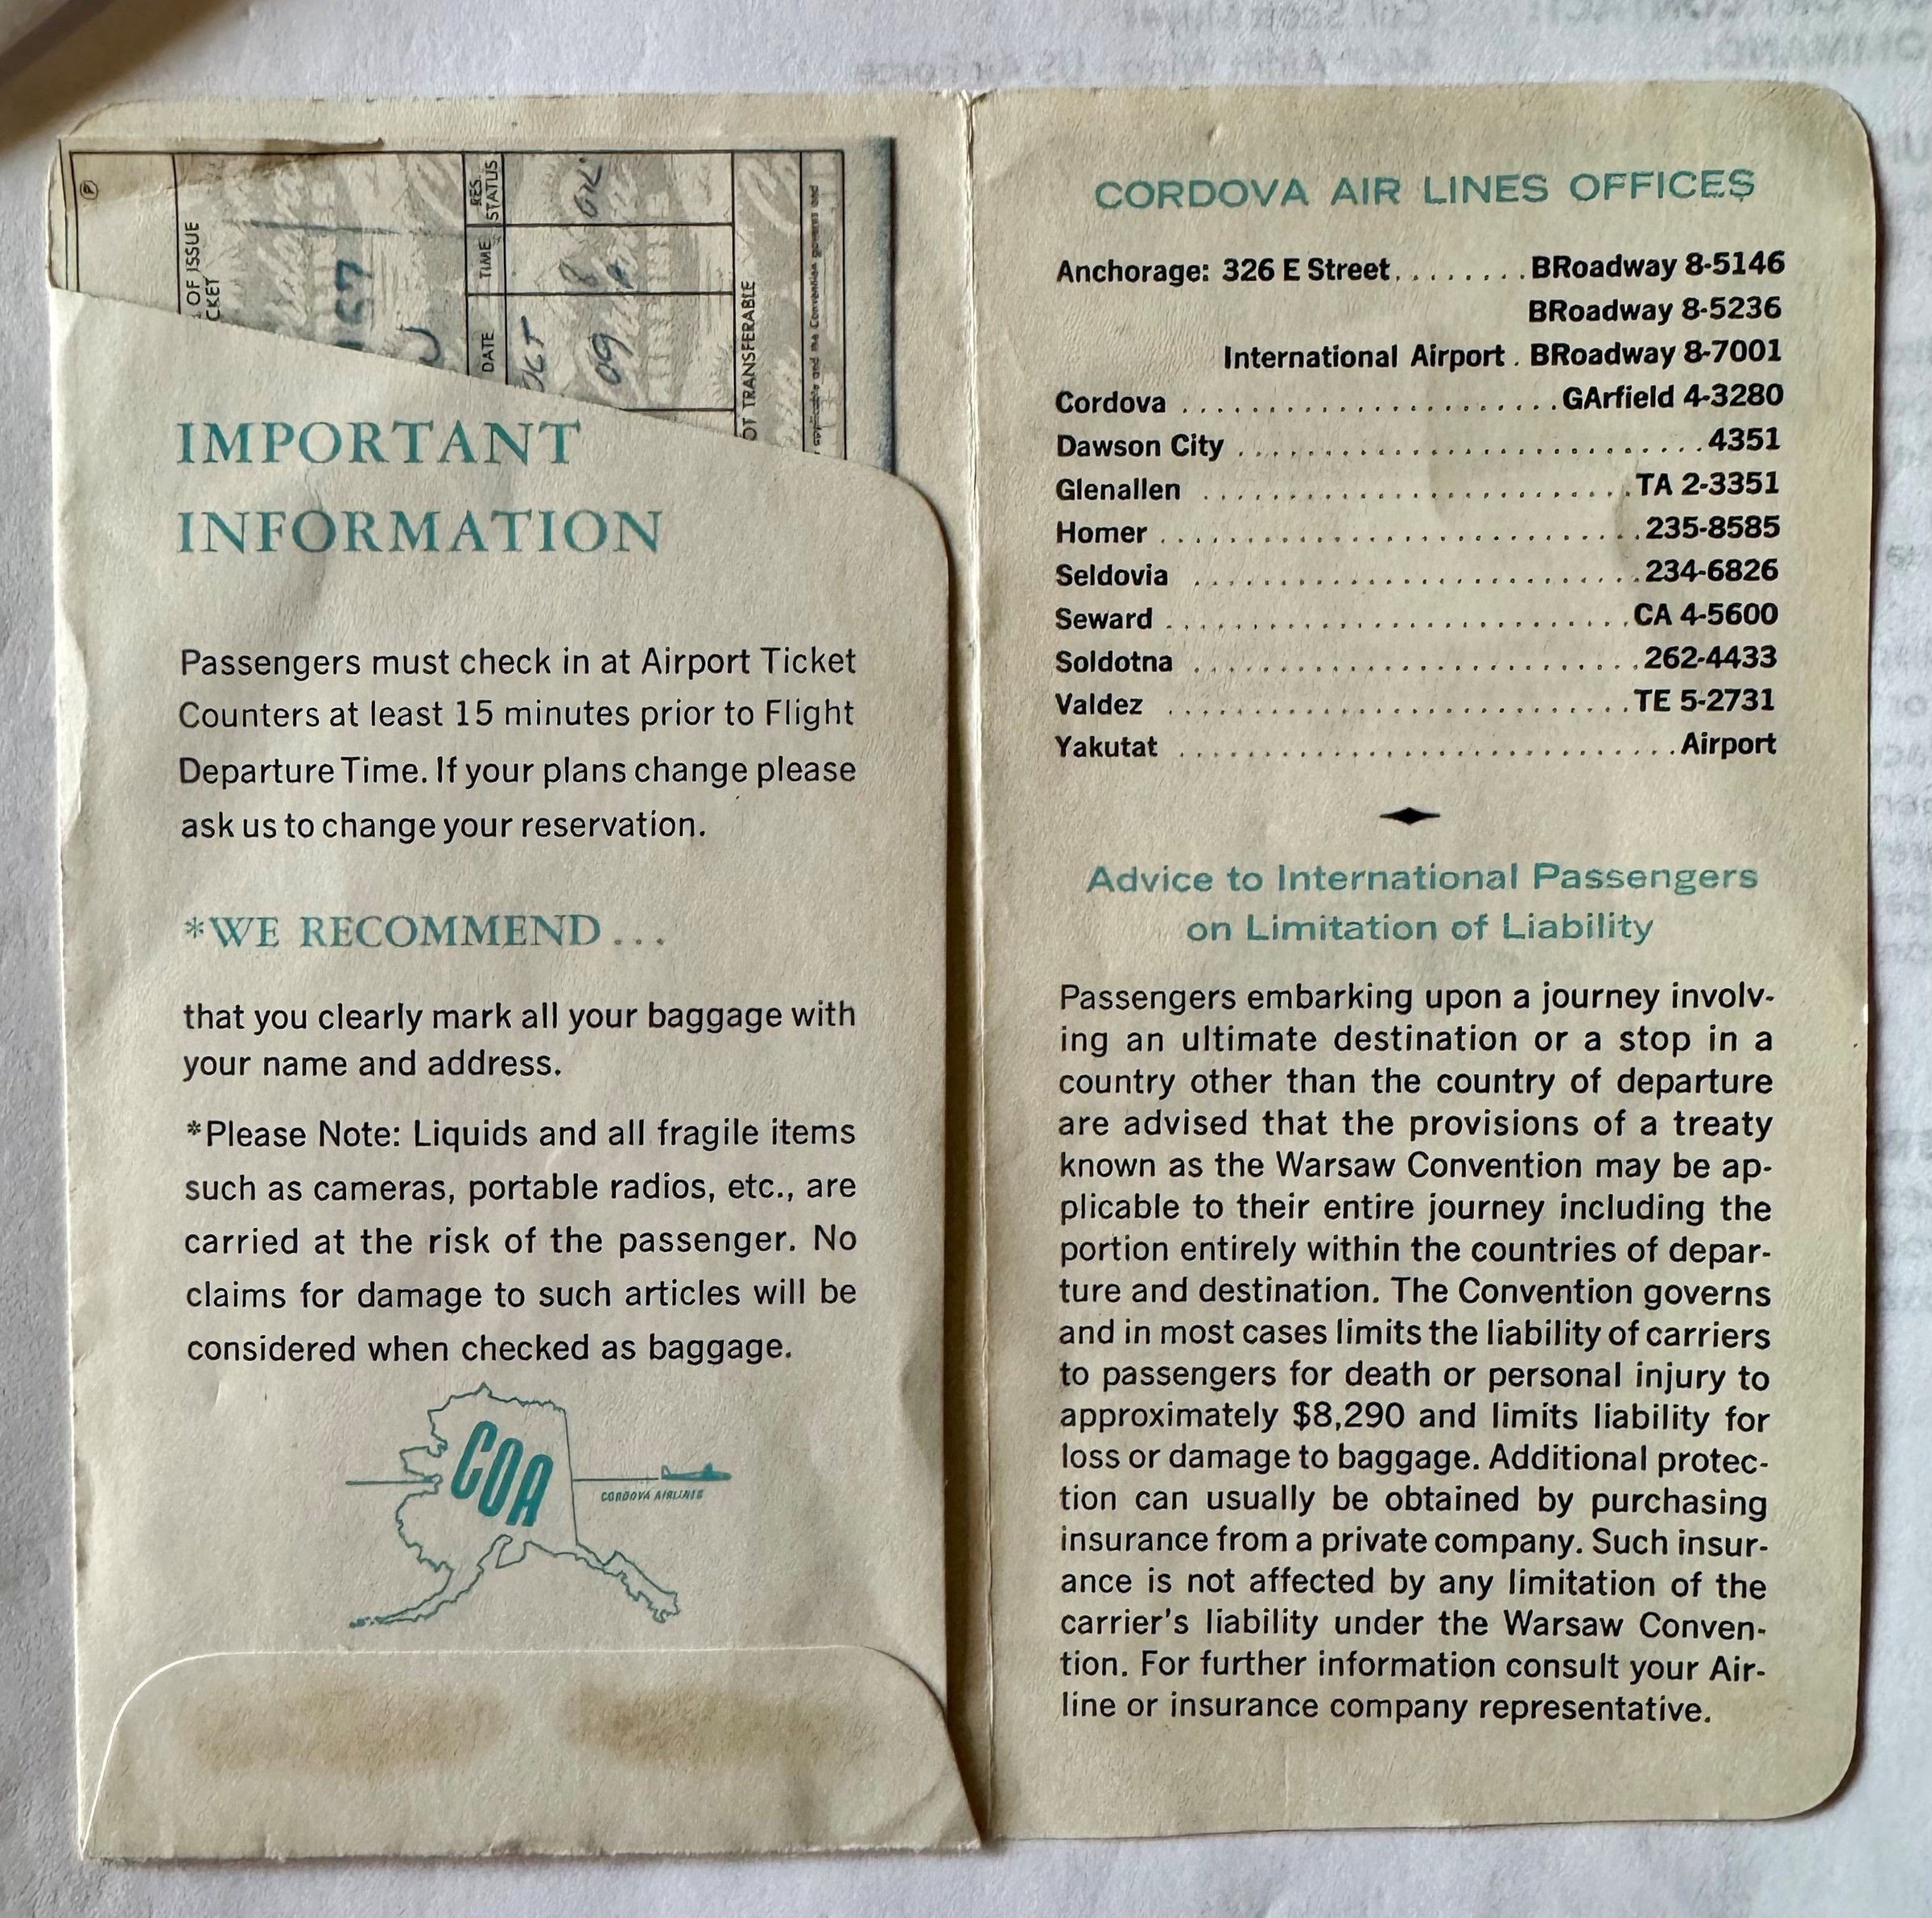 OF ISSUE
CKET
RES.
STATUS
TIME
DATE
OCT
09
8
OK
OT TRANSFERABLE
applicable and the Convention governs and
IMPORTANT
INFORMATION
Passengers must check in at Airport Ticket
Counters at least 15 minutes prior to Flight
Departure Time. If your plans change please
ask us to change your reservation.
*WE RECOMMEND ...
that you clearly mark all your baggage with
your name and address.
*Please Note: Liquids and all fragile items
such as cameras, portable radios, etc., are
carried at the risk of the passenger. No
claims for damage to such articles will be
considered when checked as baggage.
COA
CORDOVA AIRLINES
CORDOVA AIR LINES OFFICES
Anchorage: 326 E Street ........ BRoadway 8-5146
BRoadway 8-5236
International Airport . BRoadway 8-7001
Cordova ...................... GArfield 4-3280
Dawson City ........................... 4351
Glenallen ......................... TA 2-3351
Homer ............................ 235-8585
Seldovia .......................... 234-6826
Seward ........................... CA 4-5600
Soldotna .......................... 262-4433
Valdez ........................... TE 5-2731
Yakutat ............................. Airport
Advice to International Passengers
on Limitation of Liability
Passengers embarking upon a journey involv-
ing an ultimate destination or a stop in a
country other than the country of departure
are advised that the provisions of a treaty
known as the Warsaw Convention may be ap-
plicable to their entire journey including the
portion entirely within the countries of depar-
ture and destination. The Convention governs
and in most cases limits the liability of carriers
to passengers for death or personal injury to
approximately $8,290 and limits liability for
loss or damage to baggage. Additional protec-
tion can usually be obtained by purchasing
insurance from a private company. Such insur-
ance is not affected by any limitation of the
carrier's liability under the Warsaw Conven-
tion. For further information consult your Air-
line or insurance company representative.